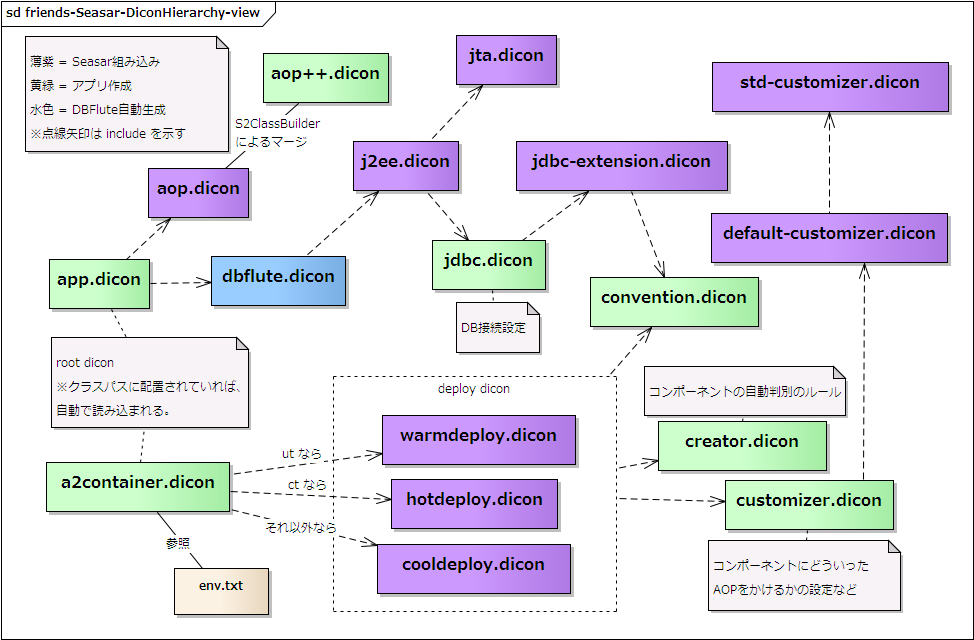 sd friends-Seasar-DiconHierarchy-view
薄紫 = Seasar組み込み
黄緑 = アプリ作成
水色 = DBFlute自動生成
※点線矢印は include を示す
aop++.dicon
S2ClassBuilder
によるマージ
aop.dicon
jta.dicon
j2ee.dicon
jdbc-extension.dicon
std-customizer.dicon
default-customizer.dicon
app.dicon
dbflute.dicon
jdbc.dicon
DB接続設定
convention.dicon
root dicon
※クラスパスに配置されていれば、
自動で読み込まれる。
deploy dicon
コンポーネントの自動判別のルール
creator.dicon
warmdeploy.dicon
ut なら
a2container.dicon
ct なら
hotdeploy.dicon
customizer.dicon
それ以外なら
cooldeploy.dicon
参照
env.txt
コンポーネントにどういった
AOPをかけるかの設定など